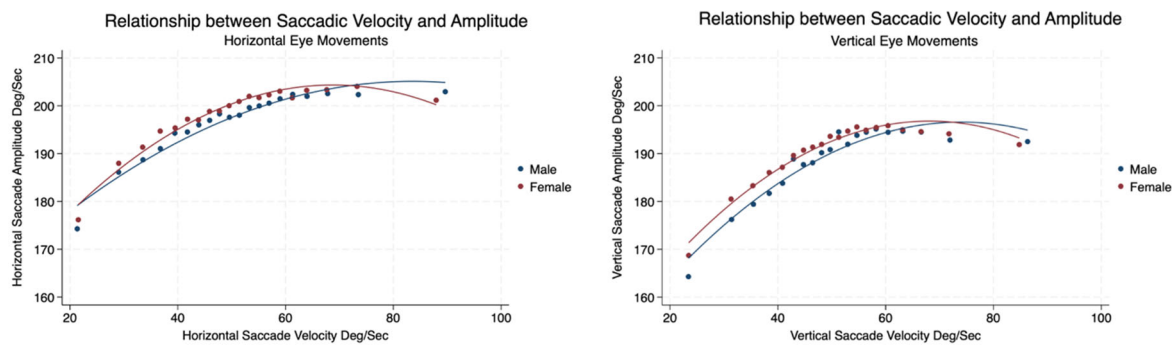 Relationship between Saccadic Velocity and Amplitude
Horizontal Eye Movements
Horizontal Saccade Amplitude Deg/Sec
210
200
190
180
170
160
20 40 60 80 100
Horizontal Saccade Velocity Deg/Sec
Male
Female
Relationship between Saccadic Velocity and Amplitude
Vertical Eye Movements
Vertical Saccade Amplitude Deg/Sec
210
200
190
180
170
160
20 40 60 80 100
Vertical Saccade Velocity Deg/Sec
Male
Female